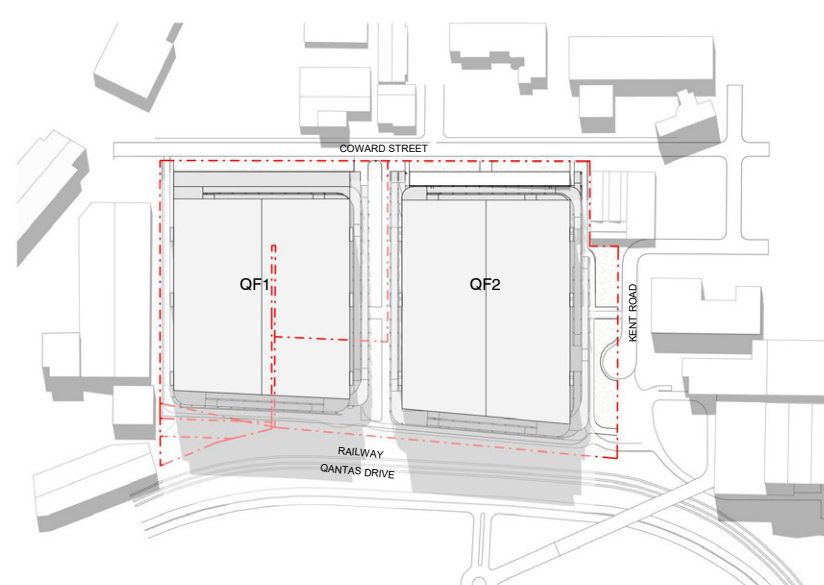 COWARD STREET
QF1
QF2
KENT ROAD
RAILWAY
QANTAS DRIVE